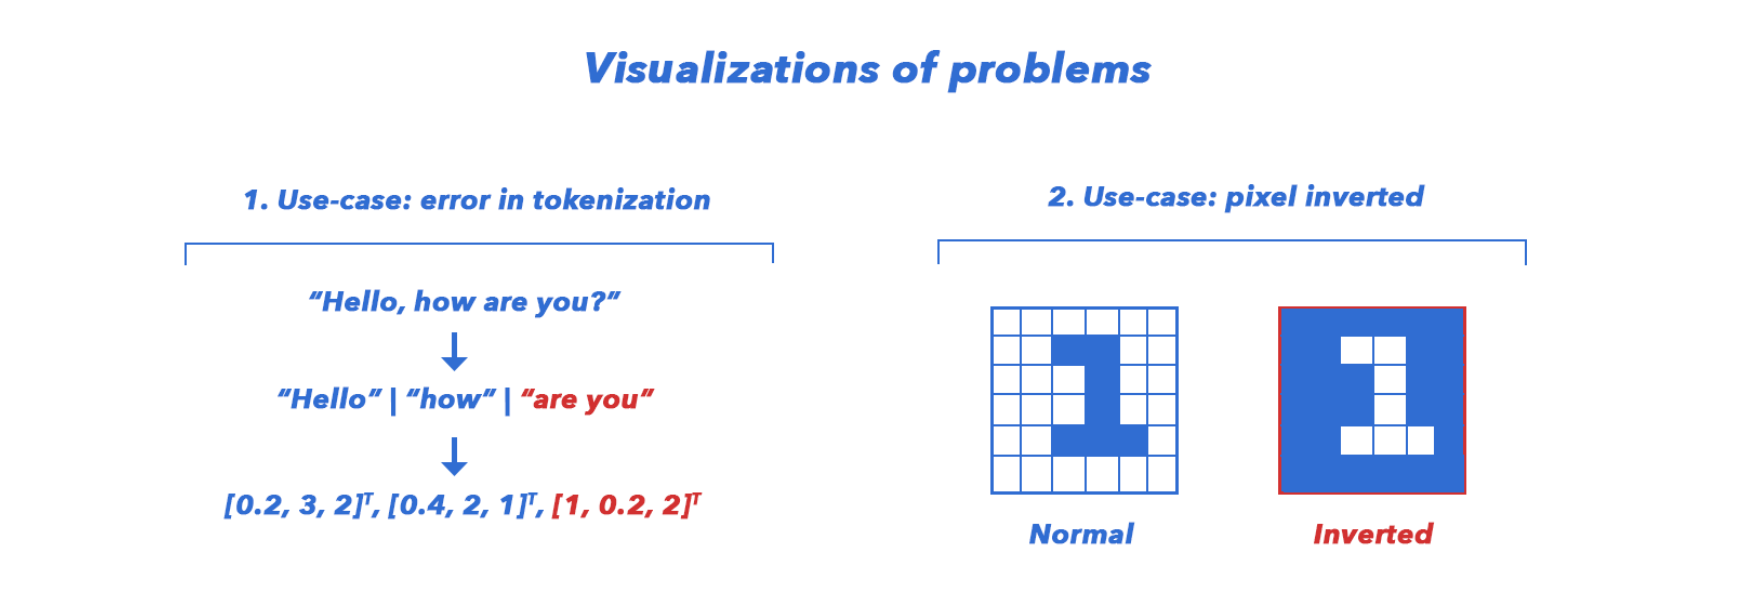 Visualizations of problems
1. Use-case: error in tokenization
“Hello, how are you?”
“Hello” | “how” | “are you”
[0.2, 3, 2]ᵀ, [0.4, 2, 1]ᵀ, [1, 0.2, 2]ᵀ
2. Use-case: pixel inverted
Normal
Inverted